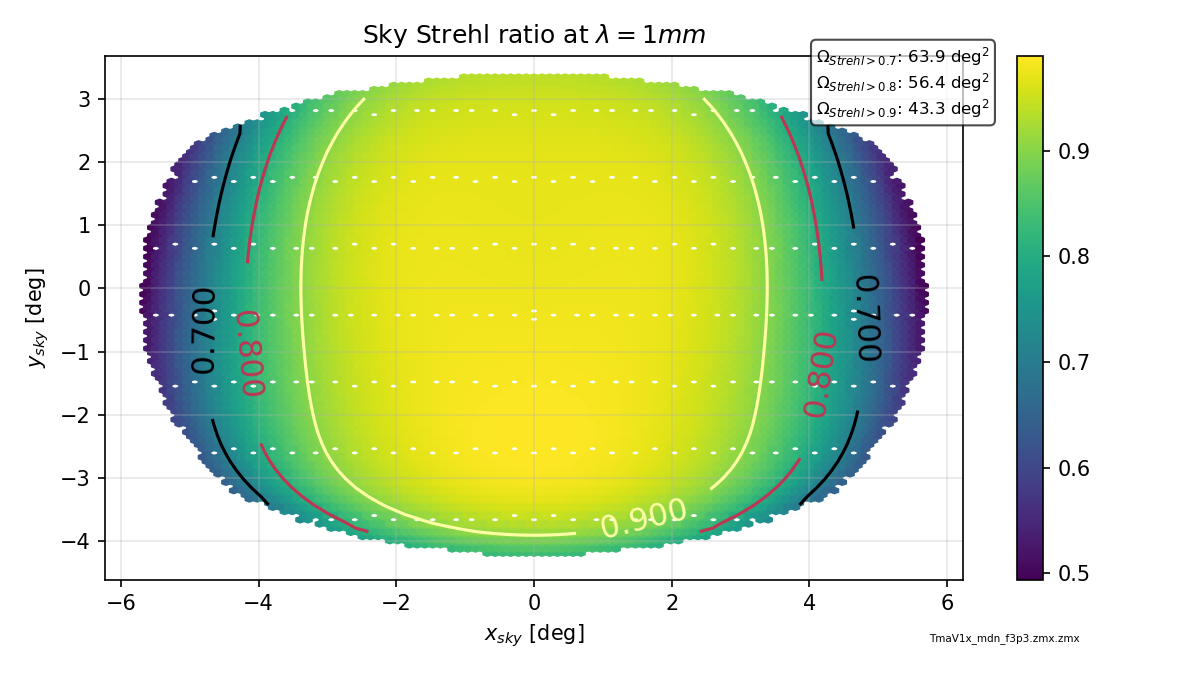 Sky Strehl ratio at λ = 1mm
Ω_Strehl>0.7: 63.9 deg²
Ω_Strehl>0.8: 56.4 deg²
Ω_Strehl>0.9: 43.3 deg²
3
2
1
0
−1
−2
−3
−4
y_sky [deg]
0.700
0.800
0.900
0.800
0.700
−6 −4 −2 0 2 4 6
x_sky [deg]
0.9
0.8
0.7
0.6
0.5
TmaV1x_mdn_f3p3.zmx.zmx